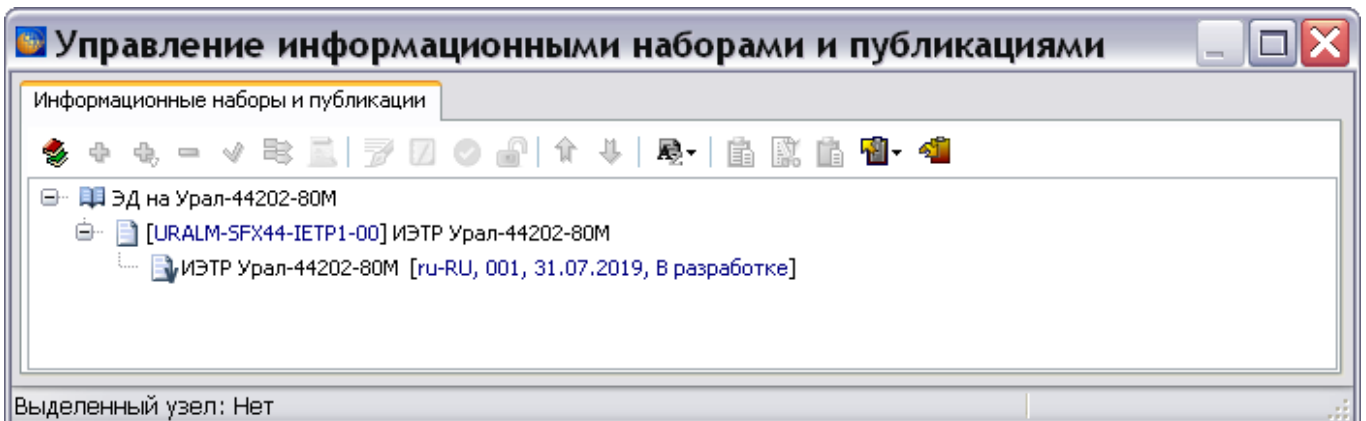 Управление информационными наборами и публикациями
Информационные наборы и публикации
ЭД на Урал-44202-80М
[URALM-SFX44-IETP1-00] ИЭТР Урал-44202-80М
ИЭТР Урал-44202-80М [ru-RU, 001, 31.07.2019, В разработке]
Выделенный узел: Нет